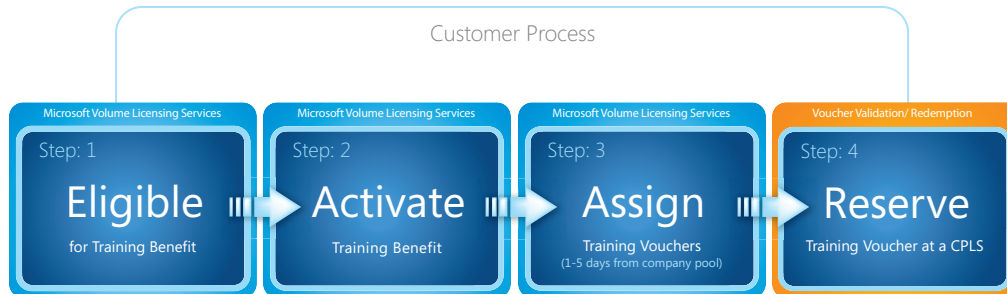 Customer Process
Microsoft Volume Licensing Services
Step: 1
Eligible
for Training Benefit
Microsoft Volume Licensing Services
Step: 2
Activate
Training Benefit
Microsoft Volume Licensing Services
Step: 3
Assign
Training Vouchers
(1-5 days from company pool)
Voucher Validation/ Redemption
Step: 4
Reserve
Training Voucher at a CPLS